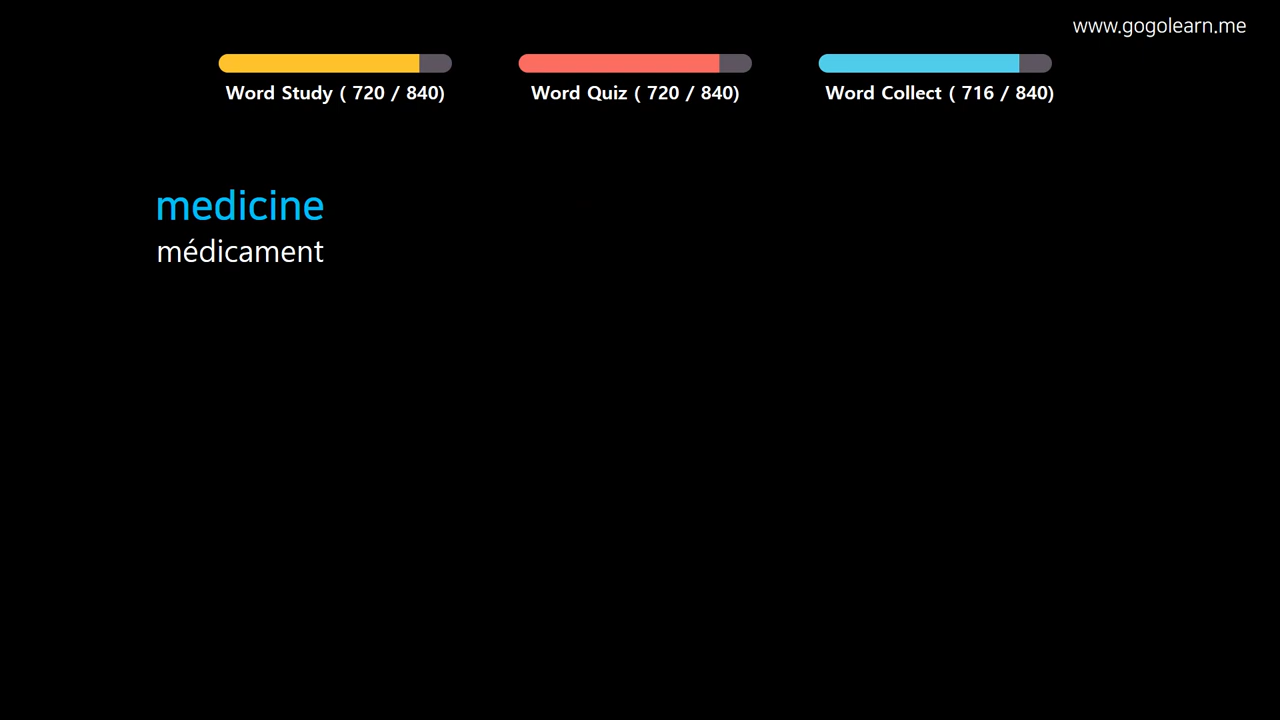 www.gogolearn.me
Word Study ( 720 / 840)
Word Quiz ( 720 / 840)
Word Collect ( 716 / 840)
medicine
médicament